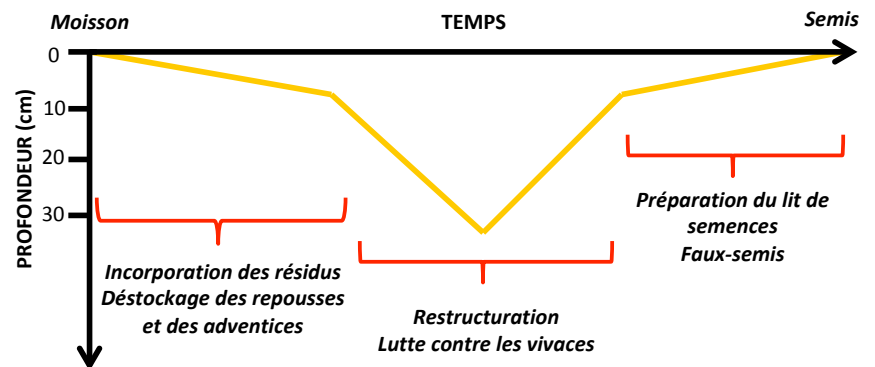 Moisson
TEMPS
Semis
PROFONDEUR (cm)
0
10
20
30
Incorporation des résidus
Déstockage des repousses
et des adventices
Restructuration
Lutte contre les vivaces
Préparation du lit de
semences
Faux-semis